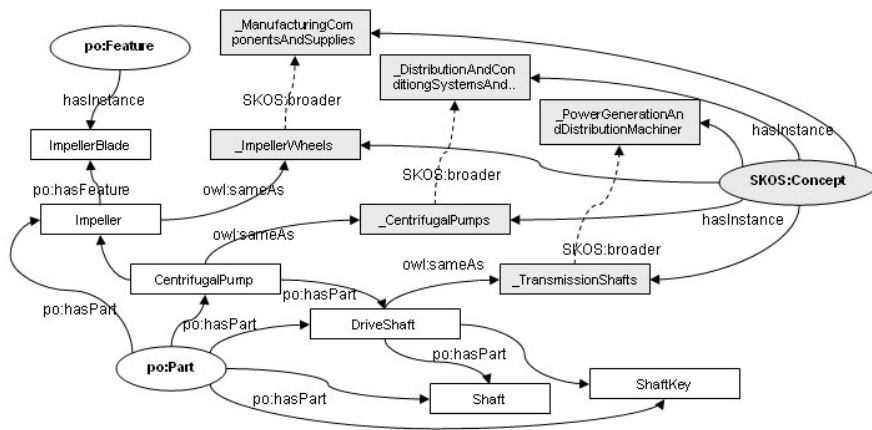 _ManufacturingCom
ponentsAndSupplies
po:Feature
_DistributionAndCon
ditiongSystemsAnd..
hasInstance
SKOS:broader
_PowerGenerationAn
dDistributionMachiner
hasInstance
ImpellerBlade
_ImpellerWheels
SKOS:broader
SKOS:Concept
po:hasFeature
owl:sameAs
Impeller
_CentrifugalPumps
hasInstance
owl:sameAs
SKOS:broader
owl:sameAs
CentrifugalPump
_TransmissionShafts
po:hasPart
po:hasPart
po:hasPart
DriveShaft
po:hasPart
po:Part
po:hasPart
ShaftKey
Shaft